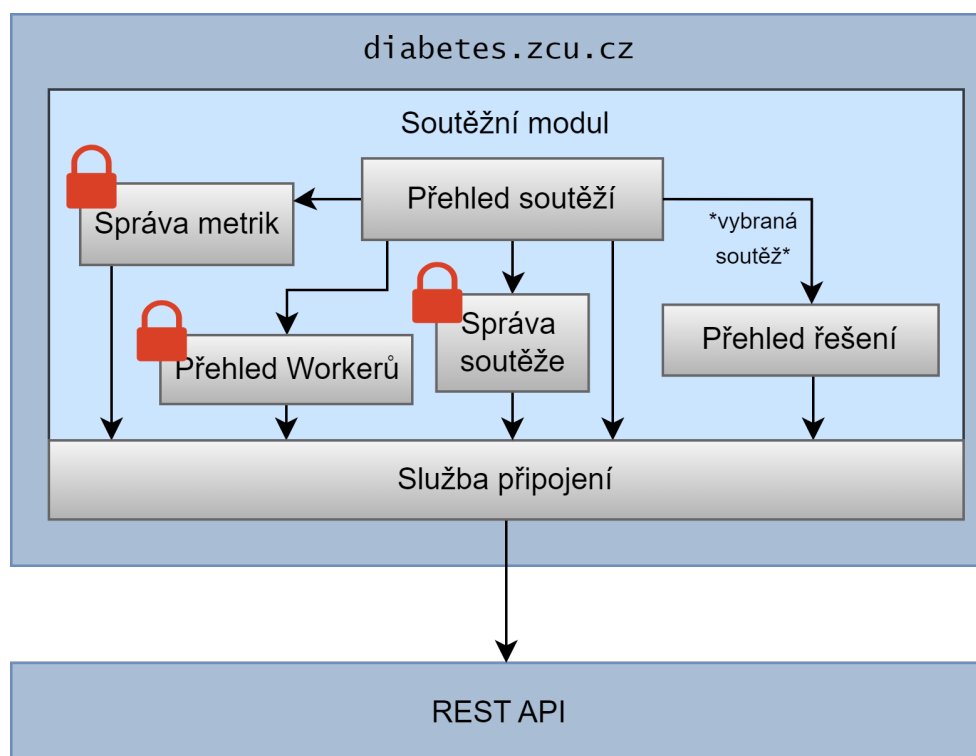 diabetes.zcu.cz
Soutěžní modul
Správa metrik
Přehled soutěží
*vybraná
soutěž*
Přehled Workerů
Správa
soutěže
Přehled řešení
Služba připojení
REST API